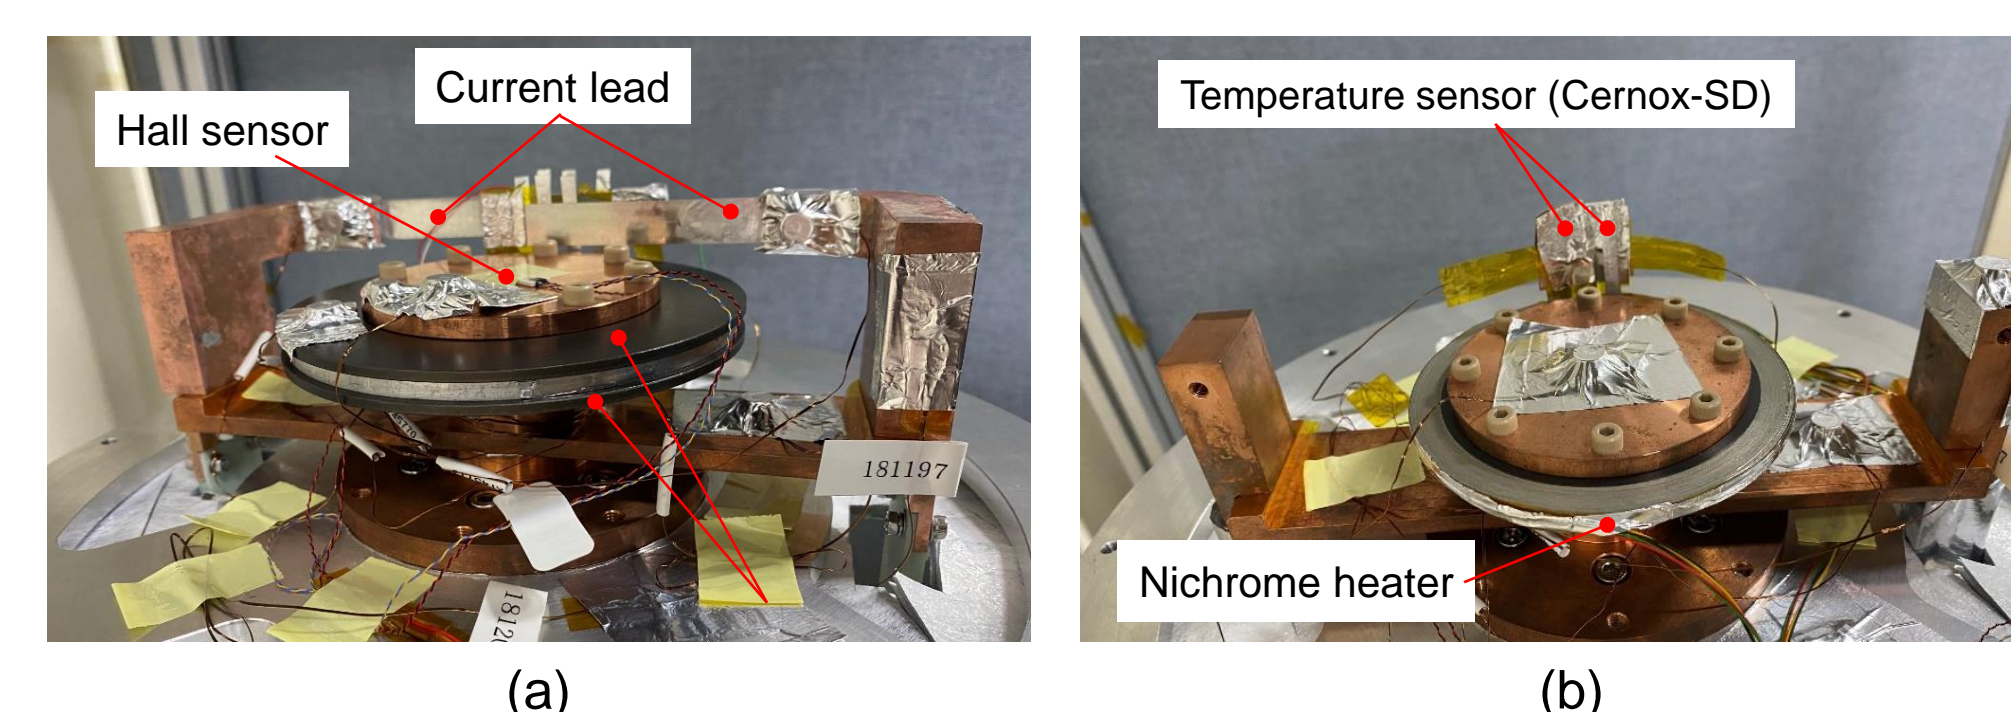 Current lead
Hall sensor
181197
(a)
Temperature sensor (Cernox-SD)
Nichrome heater
(b)